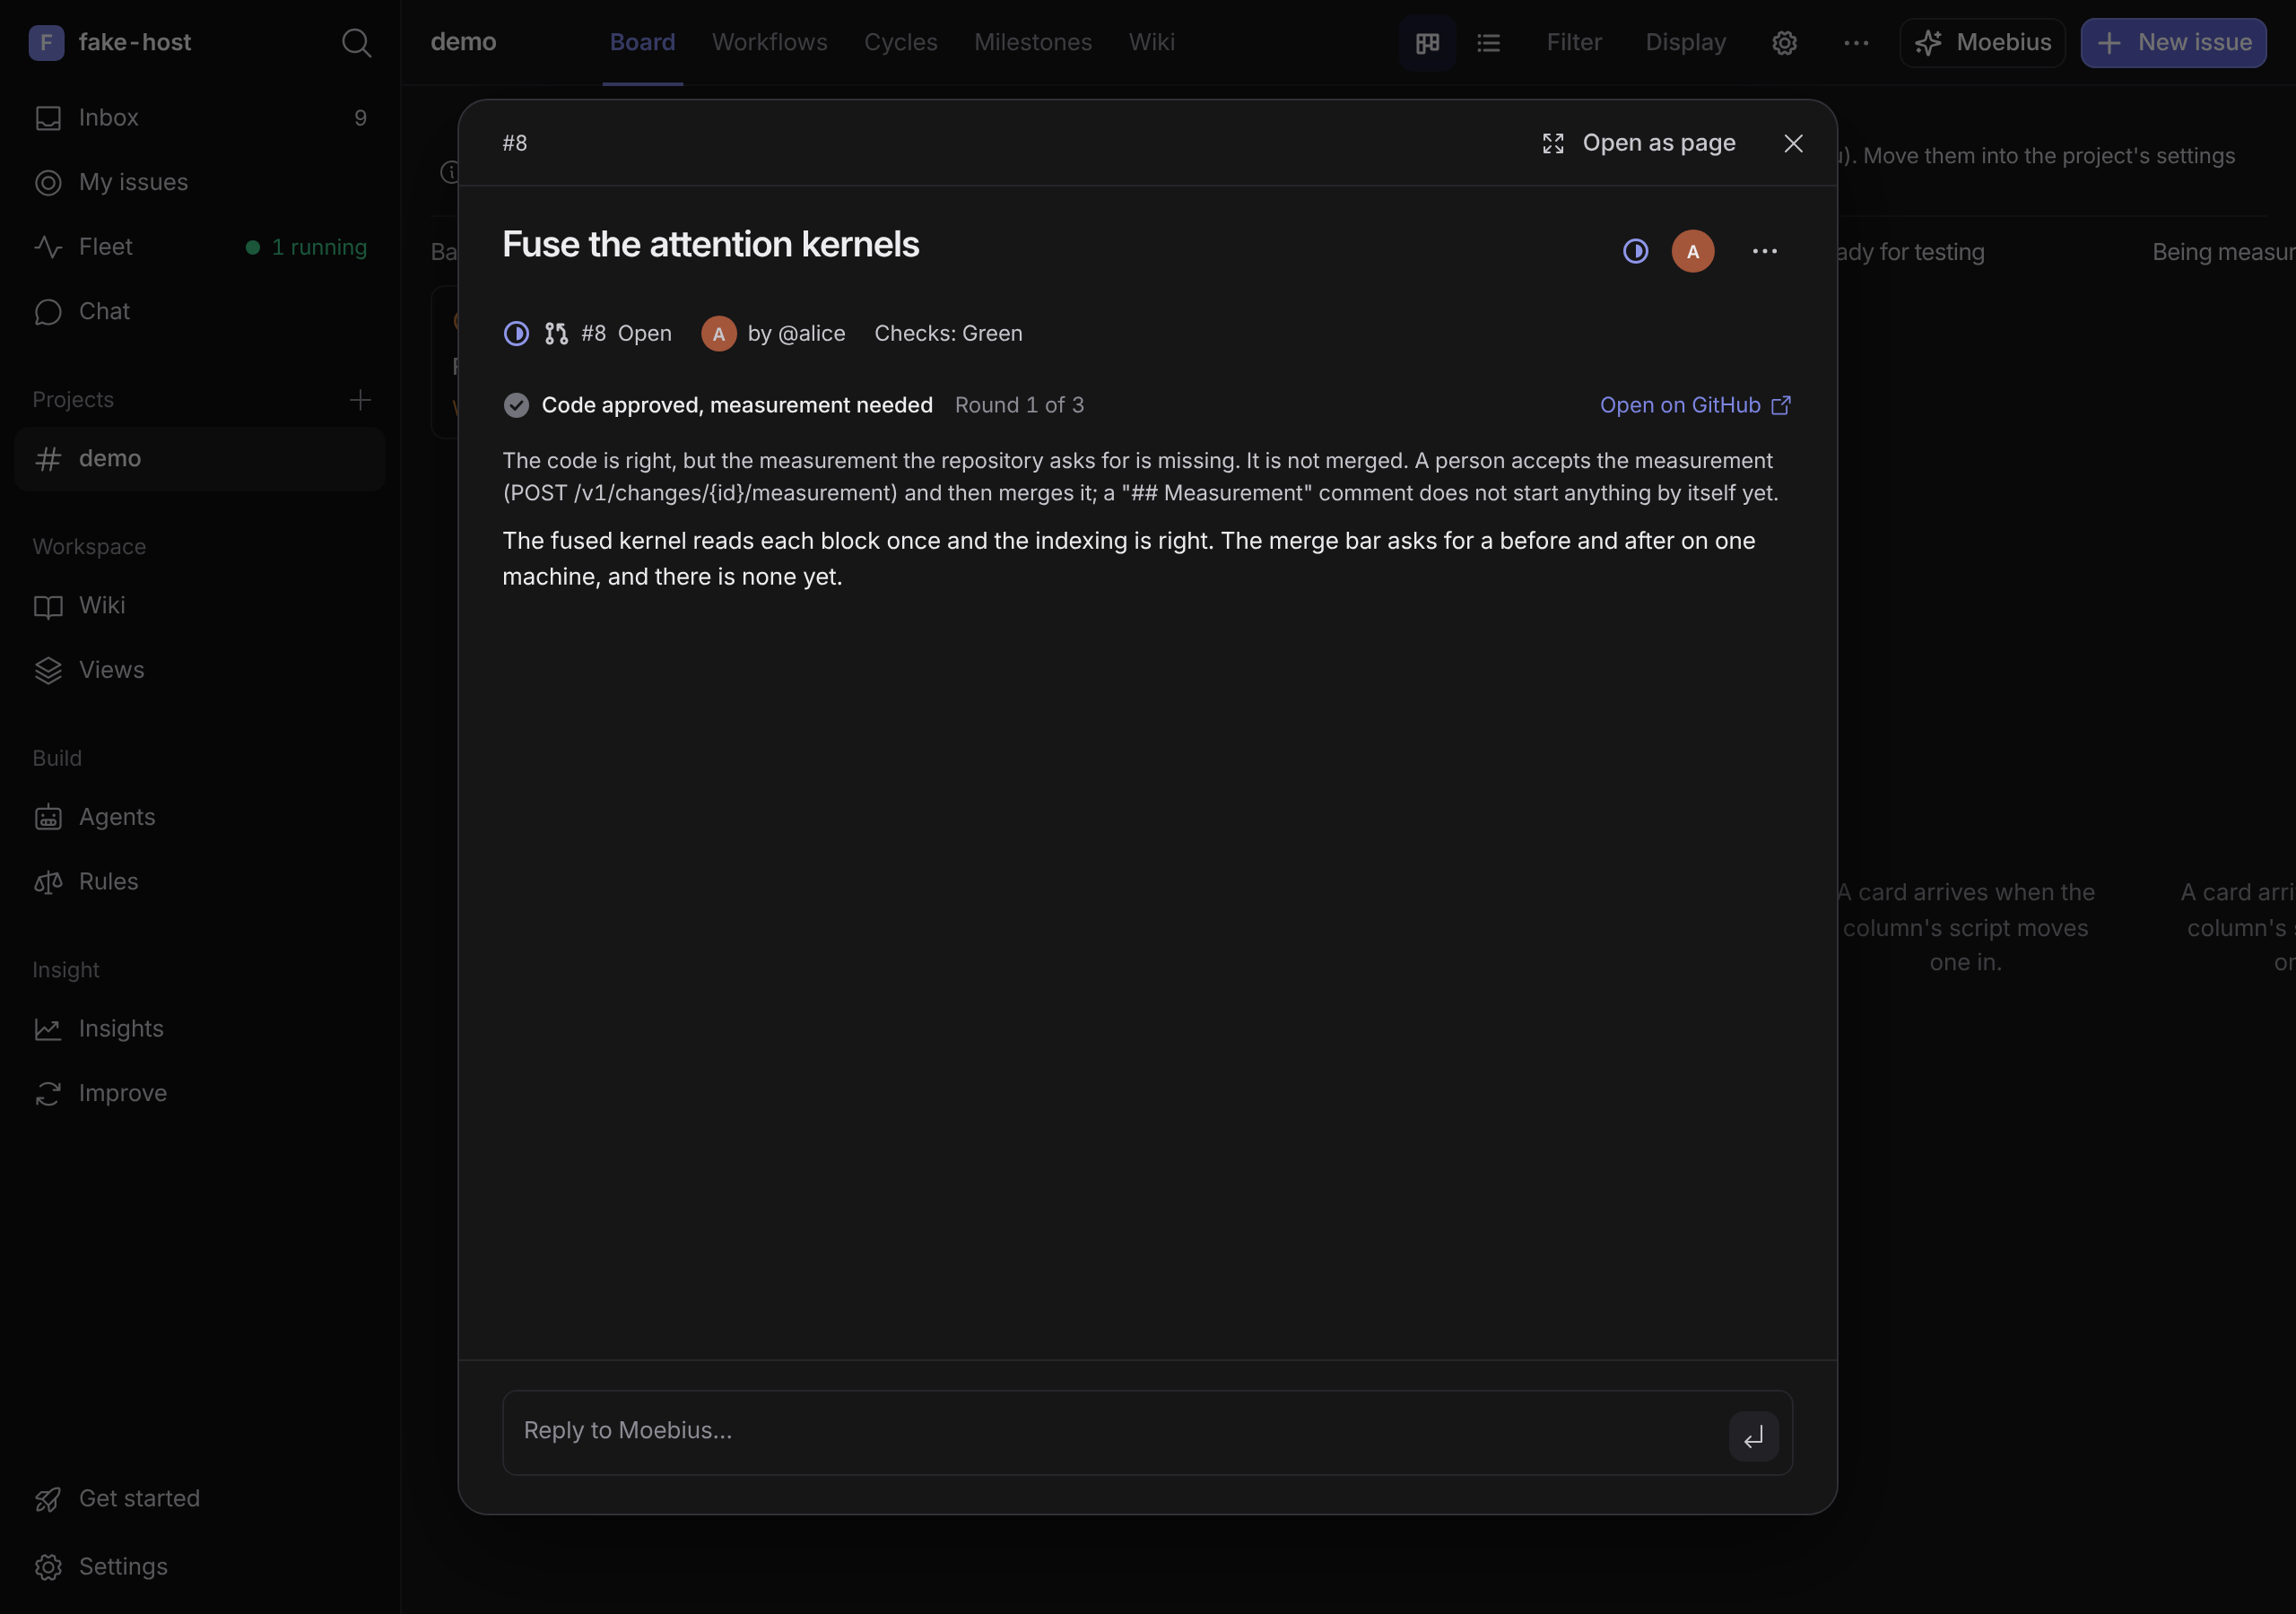 F fake-host
Inbox 9
My issues
Fleet 1 running
Chat
Projects
demo
Workspace
Wiki
Views
Build
Agents
Rules
Insight
Insights
Improve
Get started
Settings
demo Board Workflows Cycles Milestones Wiki Filter Display Moebius New issue
Move them into the project's settings
for testing
Being
A card arrives when the
column's script moves
one in.
A card
column's
#8 Open as page
Fuse the attention kernels
A
#8 Open A by @alice Checks: Green
Code approved, measurement needed Round 1 of 3 Open on GitHub
The code is right, but the measurement the repository asks for is missing. It is not merged. A person accepts the measurement
(POST /v1/changes/{id}/measurement) and then merges it; a "## Measurement" comment does not start anything by itself yet.
The fused kernel reads each block once and the indexing is right. The merge bar asks for a before and after on one
machine, and there is none yet.
Reply to Moebius...